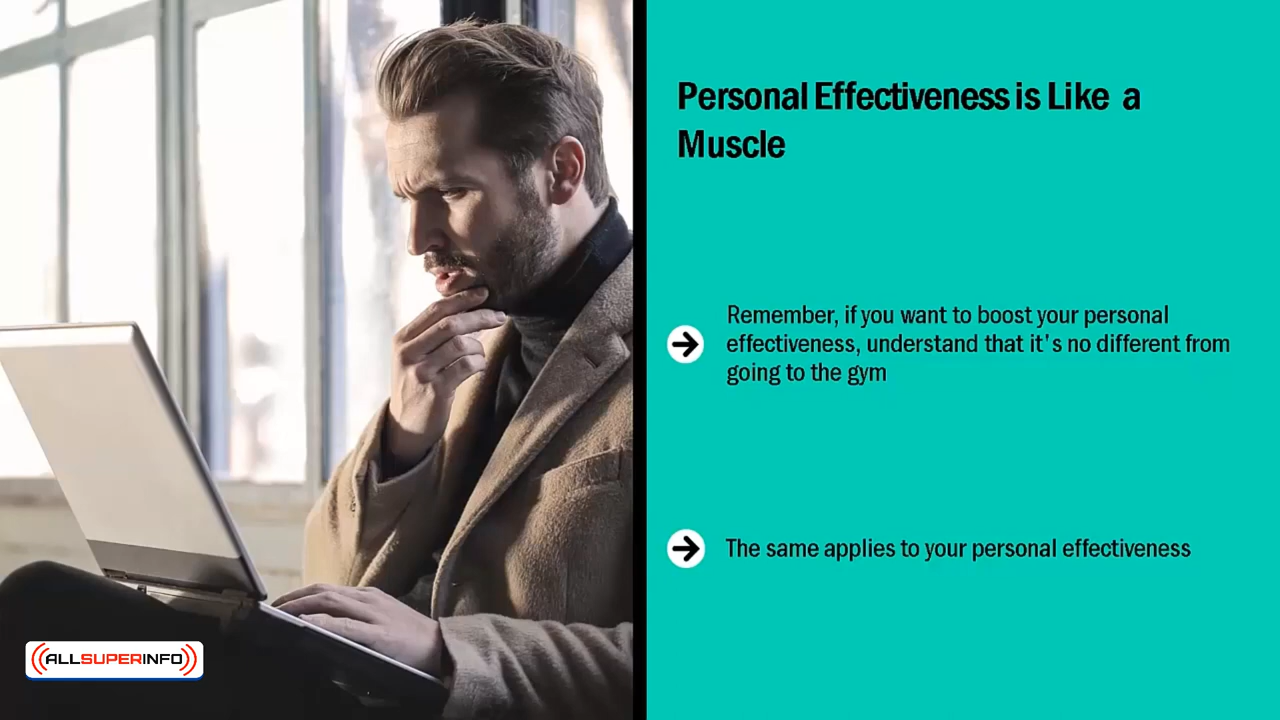 Personal Effectiveness is Like a
Muscle
Remember, if you want to boost your personal
effectiveness, understand that it's no different from
going to the gym
The same applies to your personal effectiveness
ALLSUPERINFO